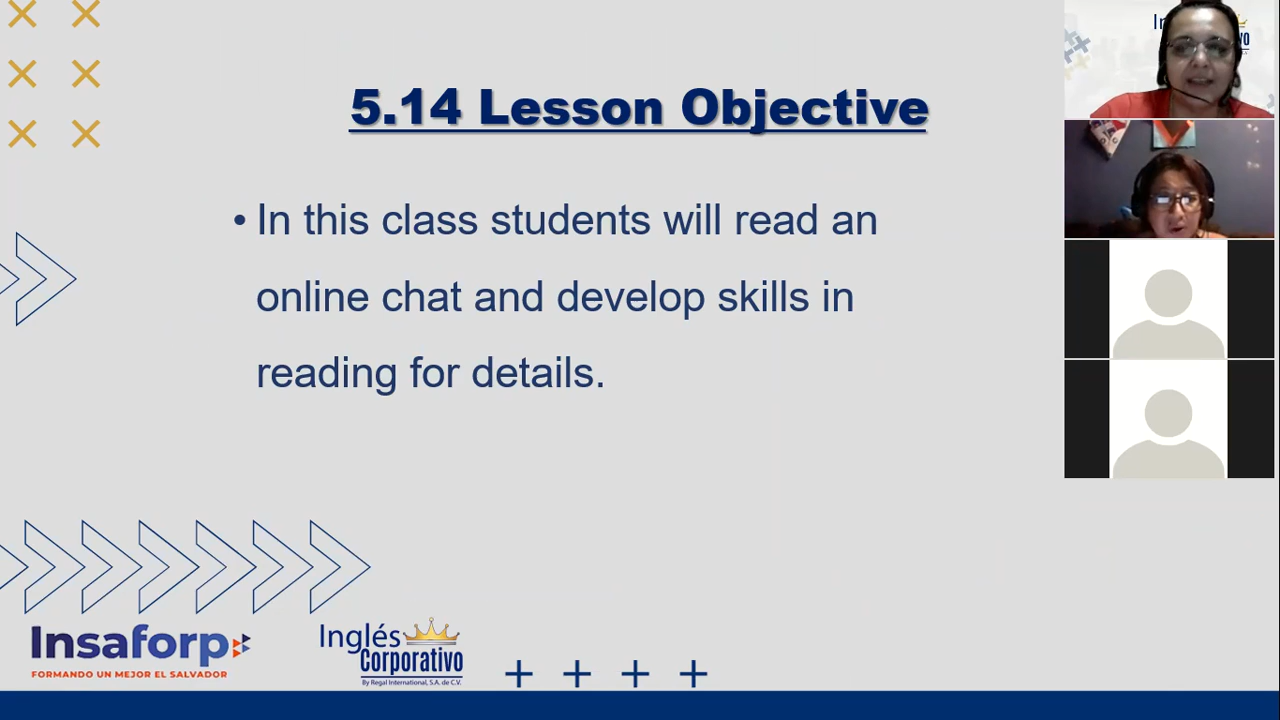 5.14 Lesson Objective
• In this class students will read an
online chat and develop skills in
reading for details.
Insaforp
FORMANDO UN MEJOR EL SALVADOR
Inglés
Corporativo
By Regal International, S.A. de C.V.